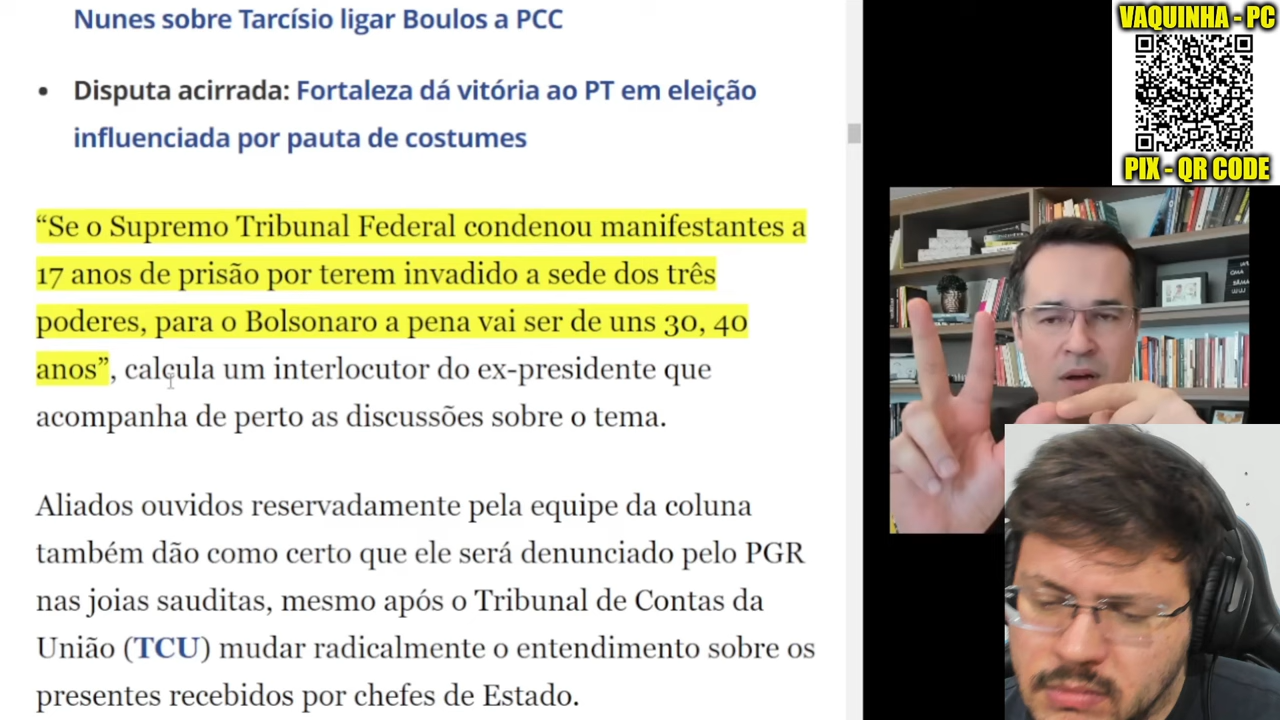 Nunes sobre Tarcísio ligar Boulos a PCC
• Disputa acirrada: Fortaleza dá vitória ao PT em eleição
influenciada por pauta de costumes
“Se o Supremo Tribunal Federal condenou manifestantes a
17 anos de prisão por terem invadido a sede dos três
poderes, para o Bolsonaro a pena vai ser de uns 30, 40
anos”, calcula um interlocutor do ex-presidente que
acompanha de perto as discussões sobre o tema.
Aliados ouvidos reservadamente pela equipe da coluna
também dão como certo que ele será denunciado pelo PGR
nas joias sauditas, mesmo após o Tribunal de Contas da
União (TCU) mudar radicalmente o entendimento sobre os
presentes recebidos por chefes de Estado.
VAQUINHA - PC
PIX - QR CODE